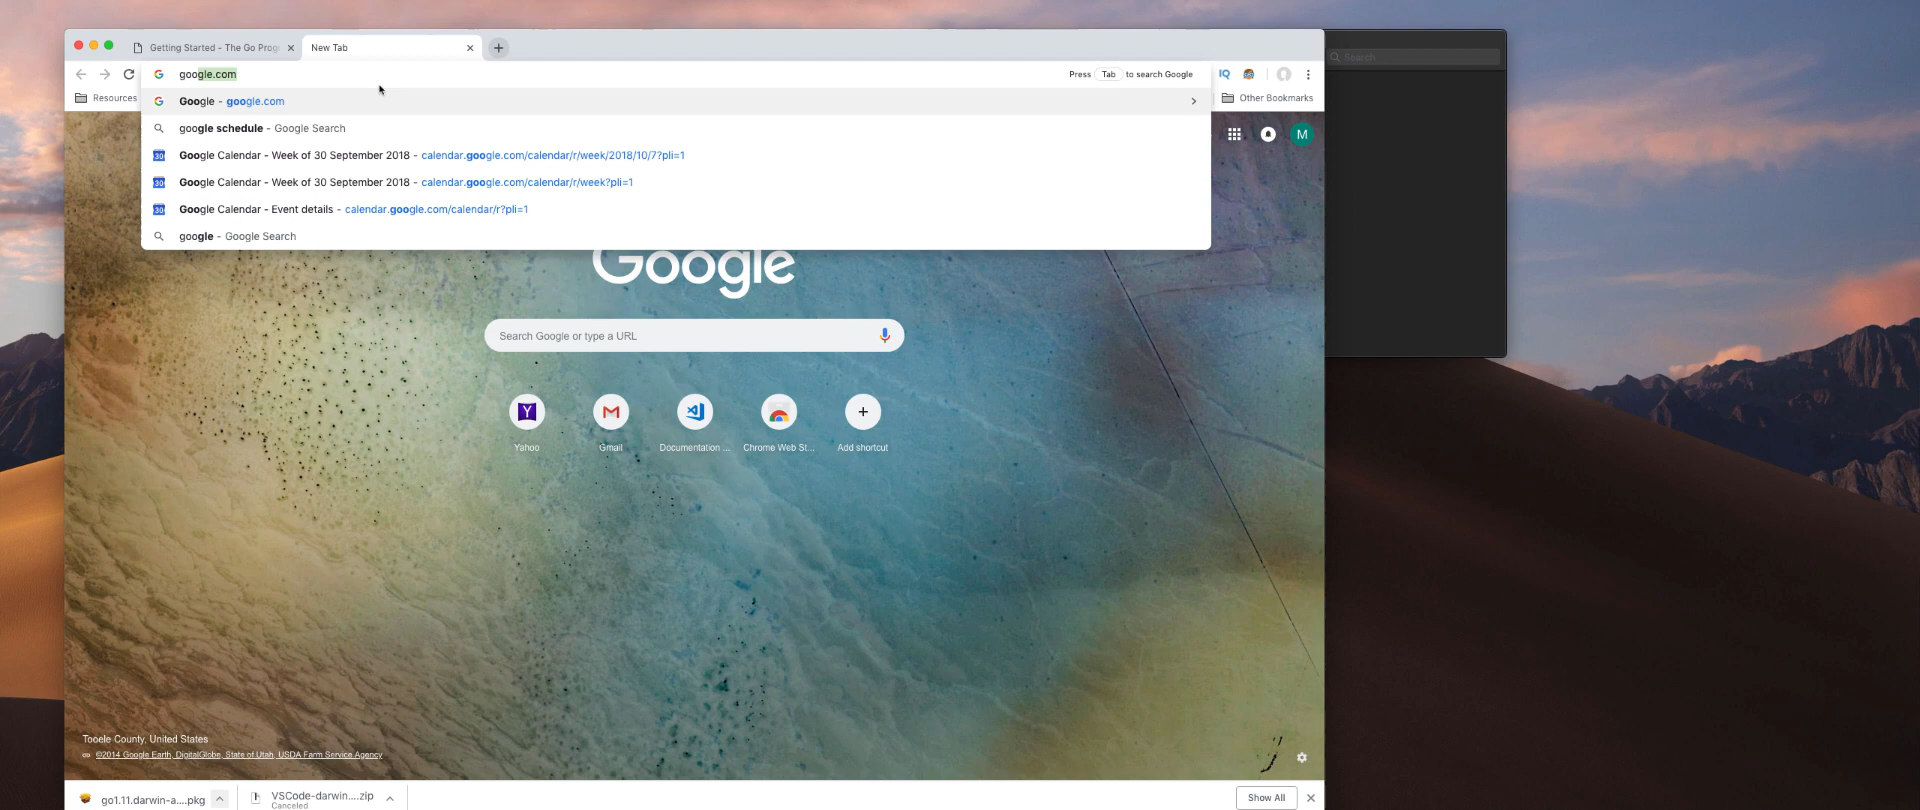 Getting Started - The Go Prog
New Tab
Search
google.com
Press Tab to search Google
IQ
Resources
Google - google.com
Other Bookmarks
google schedule - Google Search
M
Google Calendar - Week of 30 September 2018 - calendar.google.com/calendar/r/week/2018/10/7?pli=1
Google Calendar - Week of 30 September 2018 - calendar.google.com/calendar/r/week?pli=1
Google Calendar - Event details - calendar.google.com/calendar/r?pli=1
google - Google Search
Google
Search Google or type a URL
Yahoo
Gmail
Documentation ...
Chrome Web St...
Add shortcut
Tooele County, United States
©2014 Google Earth, DigitalGlobe, State of Utah, USDA Farm Service Agency
go1.11.darwin-a....pkg
VSCode-darwin....zip
Canceled
Show All